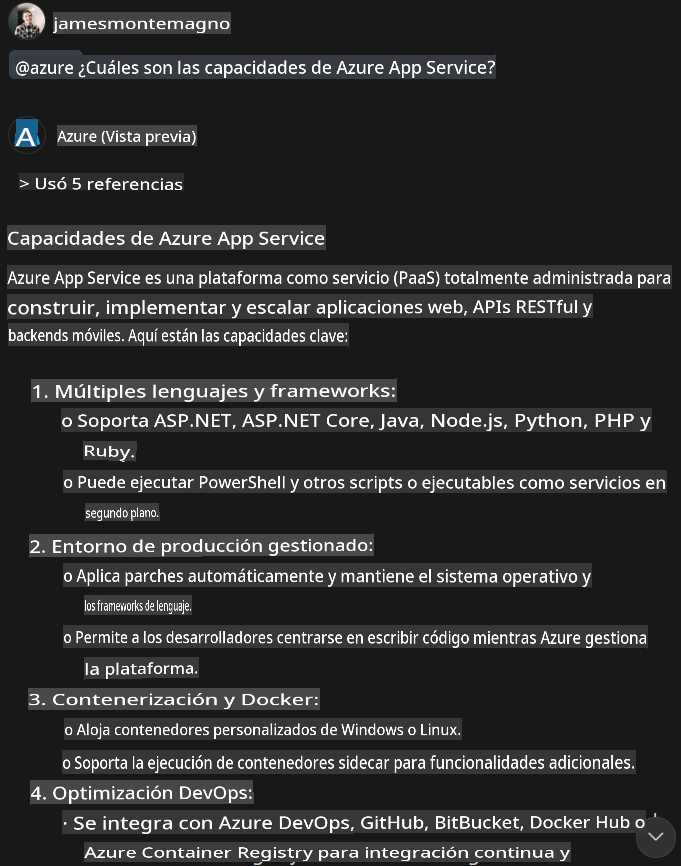 jamesmontemagno
@azure ¿Cuáles son las capacidades de Azure App Service?
A
Azure (Vista previa)
> Usó 5 referencias
Capacidades de Azure App Service
Azure App Service es una plataforma como servicio (PaaS) totalmente administrada para
construir, implementar y escalar aplicaciones web, APIs RESTful y
backends móviles. Aquí están las capacidades clave:
1. Múltiples lenguajes y frameworks:
o Soporta ASP.NET, ASP.NET Core, Java, Node.js, Python, PHP y
Ruby.
o Puede ejecutar PowerShell y otros scripts o ejecutables como servicios en
segundo plano.
2. Entorno de producción gestionado:
o Aplica parches automáticamente y mantiene el sistema operativo y
los frameworks de lenguaje.
o Permite a los desarrolladores centrarse en escribir código mientras Azure gestiona
la plataforma.
3. Contenerización y Docker:
o Aloja contenedores personalizados de Windows o Linux.
o Soporta la ejecución de contenedores sidecar para funcionalidades adicionales.
4. Optimización DevOps:
· Se integra con Azure DevOps, GitHub, BitBucket, Docker Hub o
Azure Container Registry para integración continua y